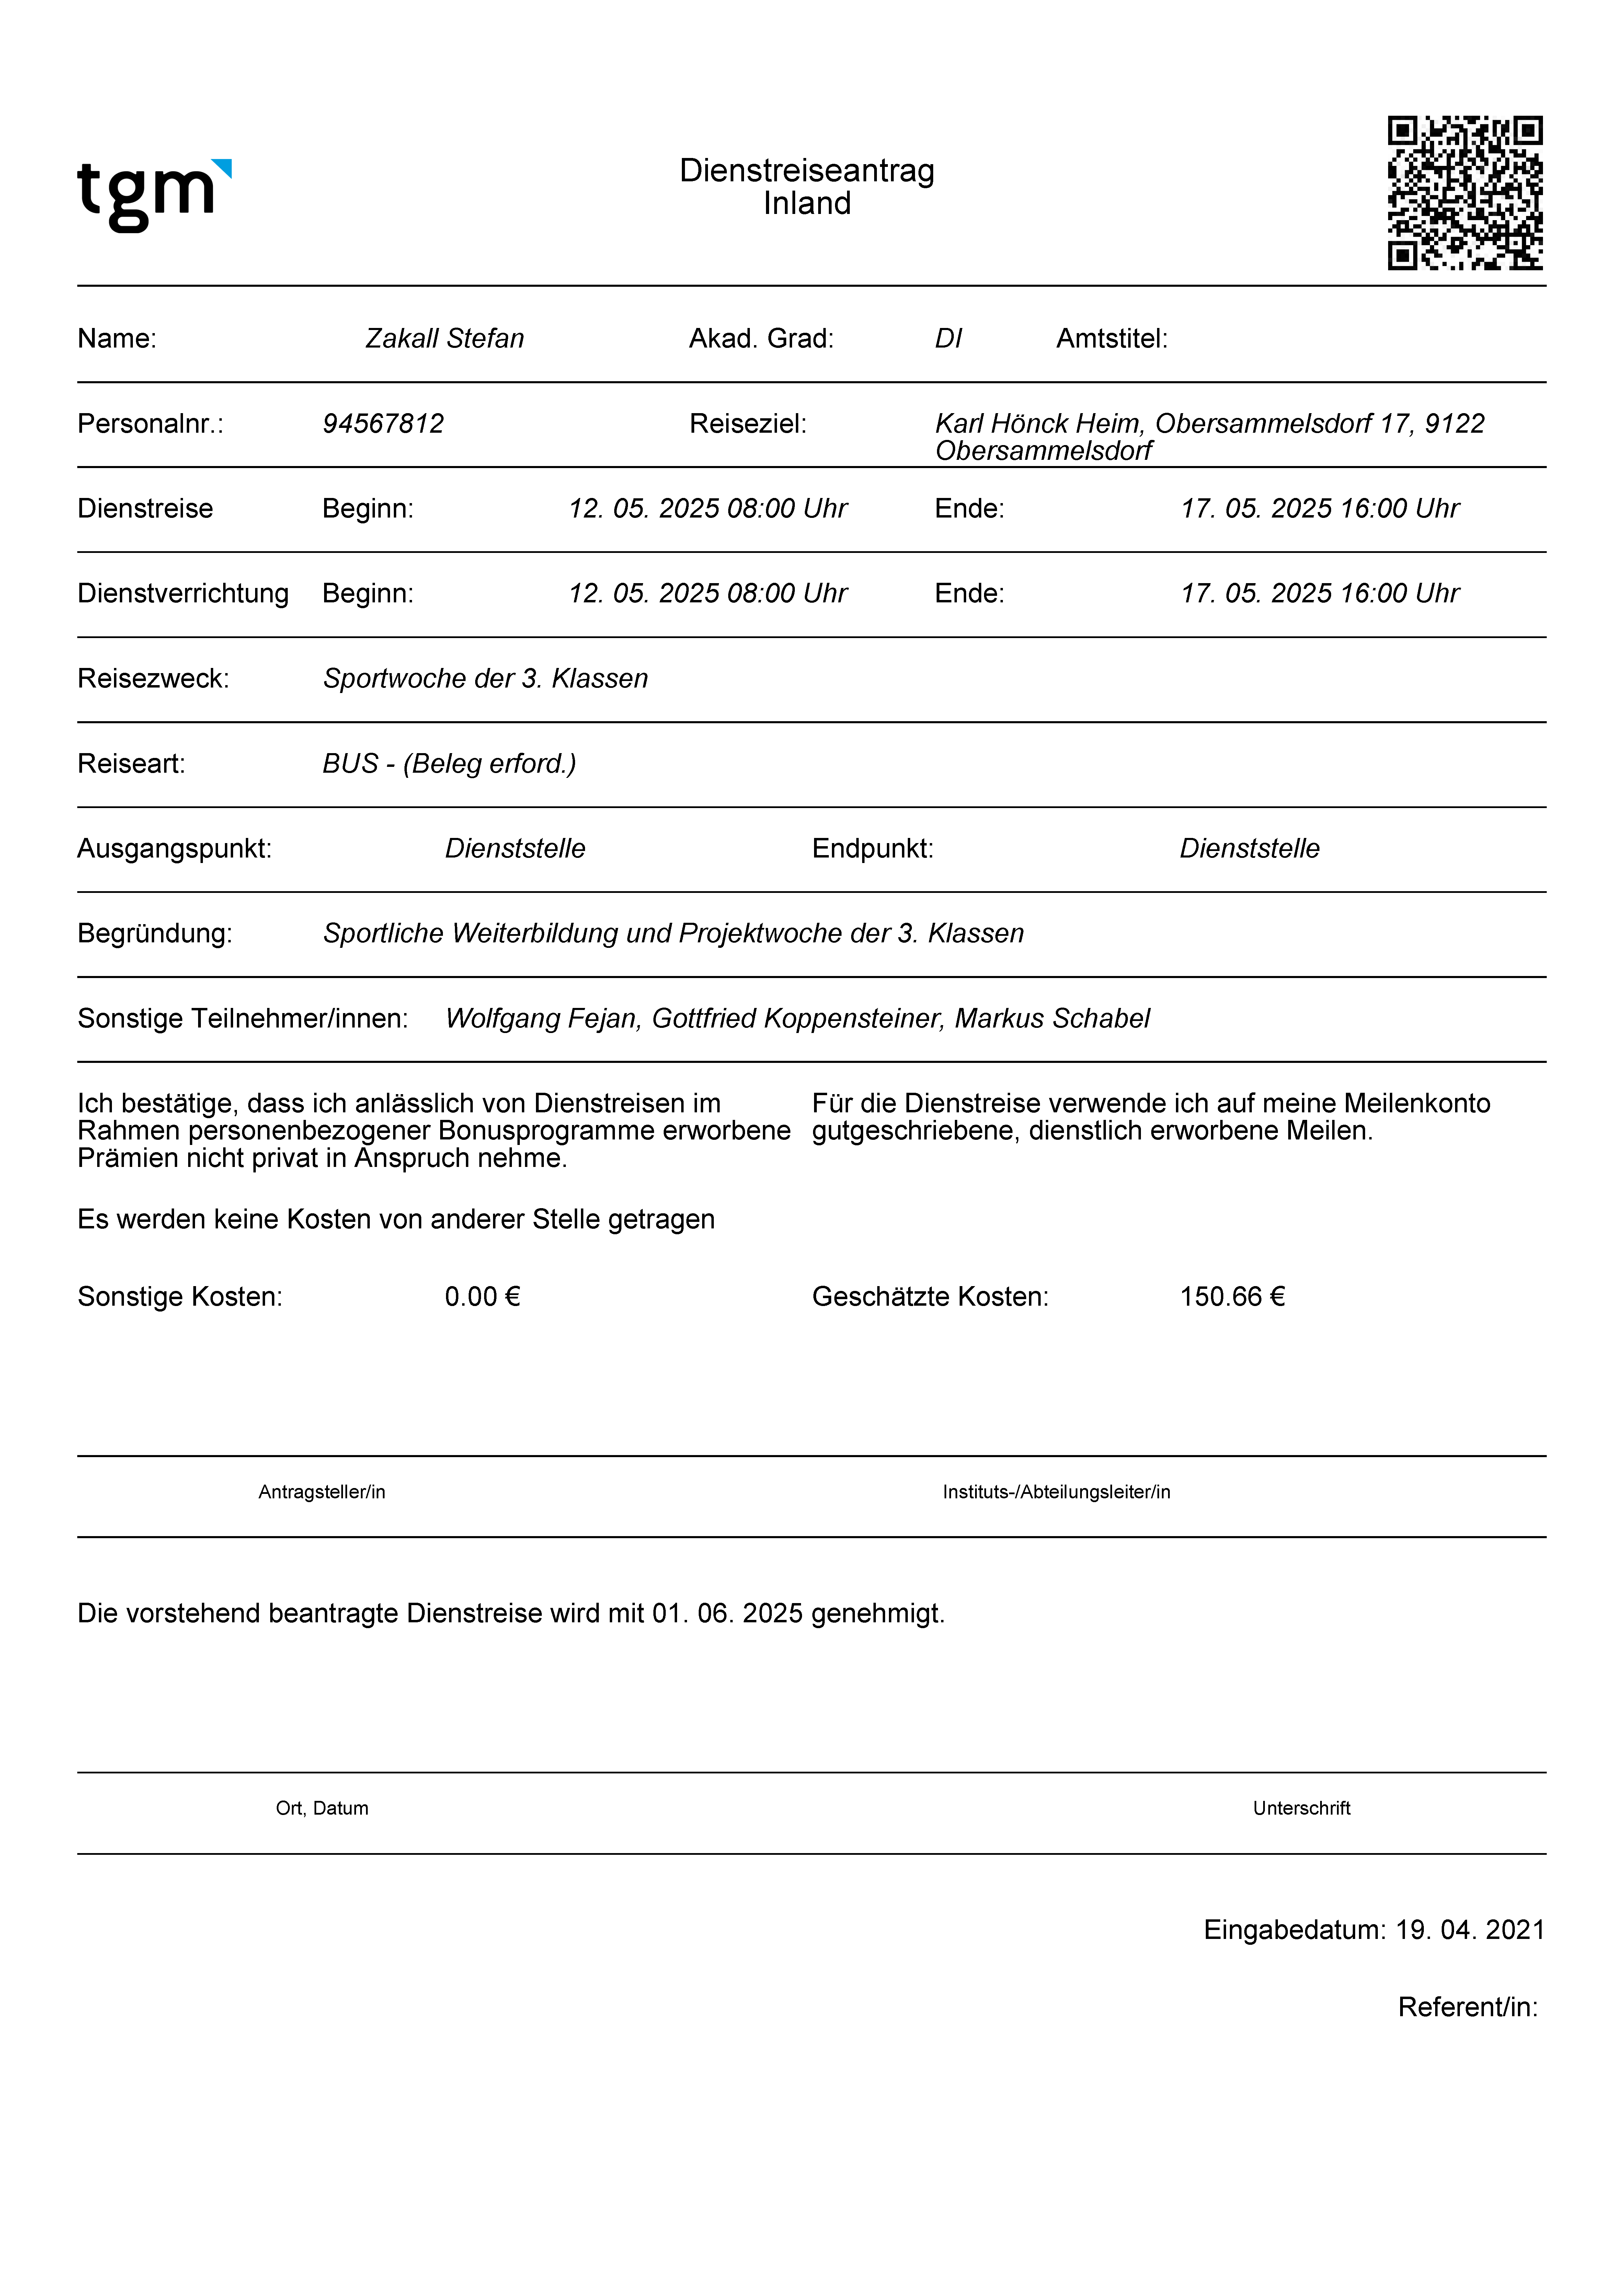 tgm
Dienstreiseantrag
Inland
Name: Zakall Stefan Akad. Grad: DI Amtstitel:
Personalnr.: 94567812 Reiseziel: Karl Hönck Heim, Obersammelsdorf 17, 9122
Obersammelsdorf
Dienstreise Beginn: 12. 05. 2025 08:00 Uhr Ende: 17. 05. 2025 16:00 Uhr
Dienstverrichtung Beginn: 12. 05. 2025 08:00 Uhr Ende: 17. 05. 2025 16:00 Uhr
Reisezweck: Sportwoche der 3. Klassen
Reiseart: BUS - (Beleg erford.)
Ausgangspunkt: Dienststelle Endpunkt: Dienststelle
Begründung: Sportliche Weiterbildung und Projektwoche der 3. Klassen
Sonstige Teilnehmer/innen: Wolfgang Fejan, Gottfried Koppensteiner, Markus Schabel
Ich bestätige, dass ich anlässlich von Dienstreisen im
Rahmen personenbezogener Bonusprogramme erworbene
Prämien nicht privat in Anspruch nehme.
Für die Dienstreise verwende ich auf meine Meilenkonto
gutgeschriebene, dienstlich erworbene Meilen.
Es werden keine Kosten von anderer Stelle getragen
Sonstige Kosten: 0.00 € Geschätzte Kosten: 150.66 €
Antragsteller/in Instituts-/Abteilungsleiter/in
Die vorstehend beantragte Dienstreise wird mit 01. 06. 2025 genehmigt.
Ort, Datum Unterschrift
Eingabedatum: 19. 04. 2021
Referent/in: